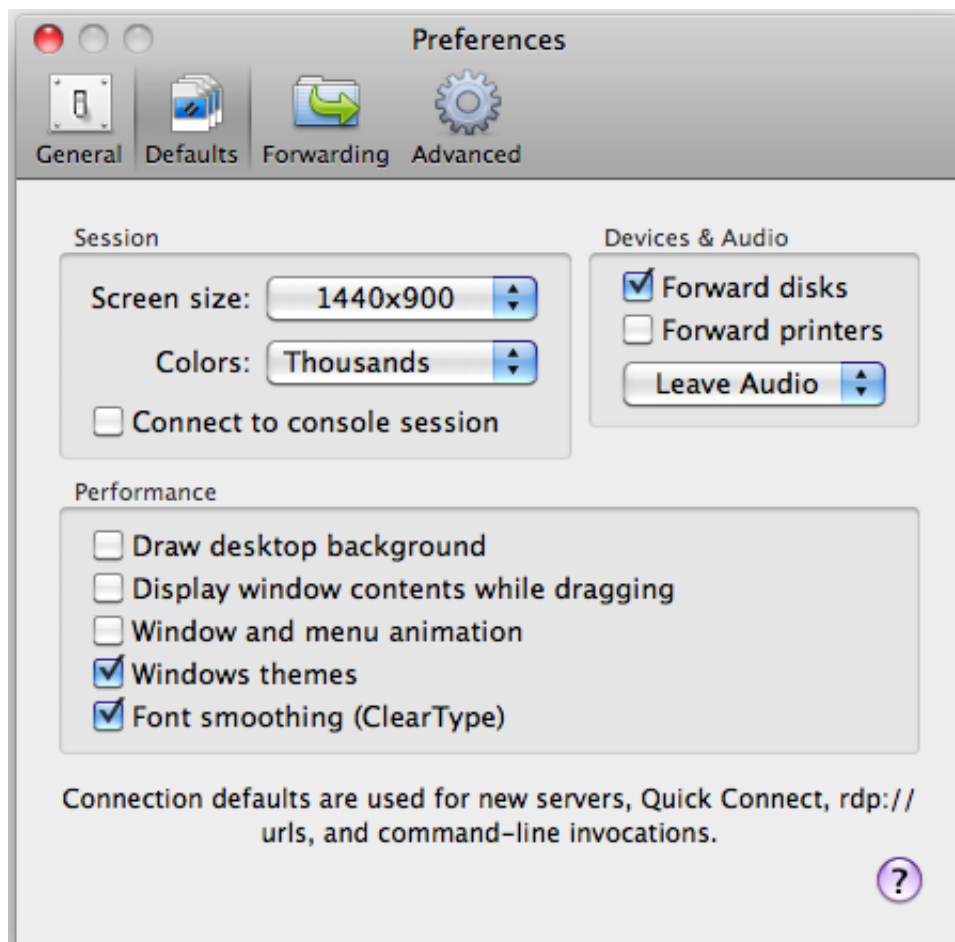 Preferences
General
Defaults
Forwarding
Advanced
Session
Screen size: 1440x900
Colors: Thousands
Connect to console session
Devices & Audio
Forward disks
Forward printers
Leave Audio
Performance
Draw desktop background
Display window contents while dragging
Window and menu animation
Windows themes
Font smoothing (ClearType)
Connection defaults are used for new servers, Quick Connect, rdp://
urls, and command-line invocations.
?